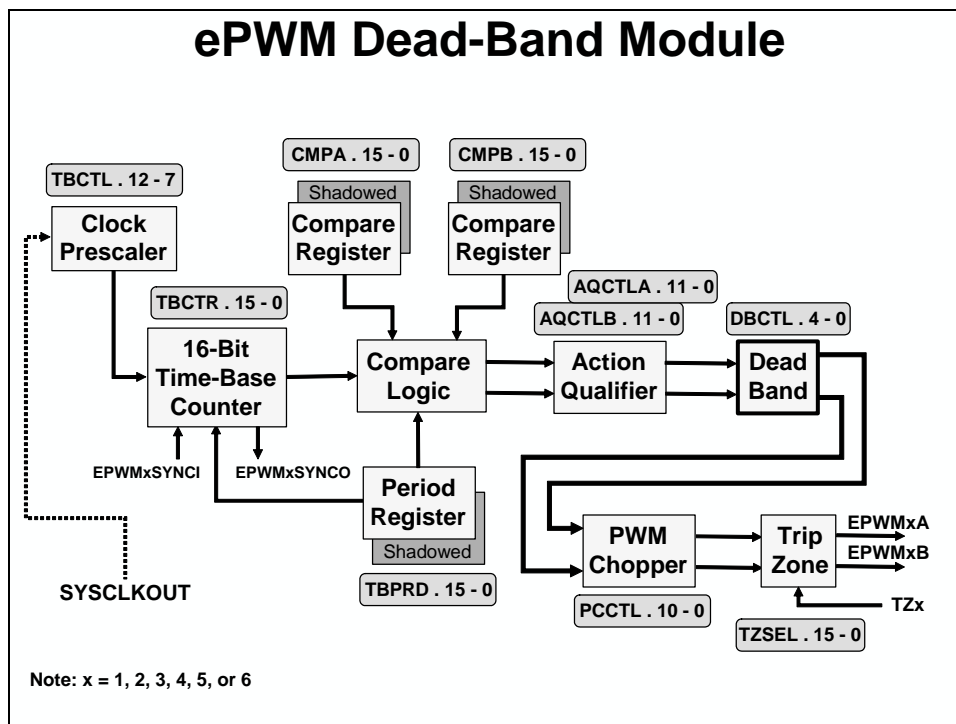 ePWM Dead-Band Module
CMPA . 15 - 0
CMPB . 15 - 0
TBCTL . 12 - 7
Shadowed
Shadowed
Clock
Prescaler
Compare
Register
Compare
Register
TBCTR . 15 - 0
AQCTLA . 11 - 0
AQCTLB . 11 - 0
DBCTL . 4 - 0
16-Bit
Time-Base
Counter
Compare
Logic
Action
Qualifier
Dead
Band
EPWMxSYNCI
EPWMxSYNCO
Period
Register
Shadowed
TBPRD . 15 - 0
SYSCLKOUT
PWM
Chopper
PCCTL . 10 - 0
Trip
Zone
EPWMxA
EPWMxB
TZx
TZSEL . 15 - 0
Note: x = 1, 2, 3, 4, 5, or 6